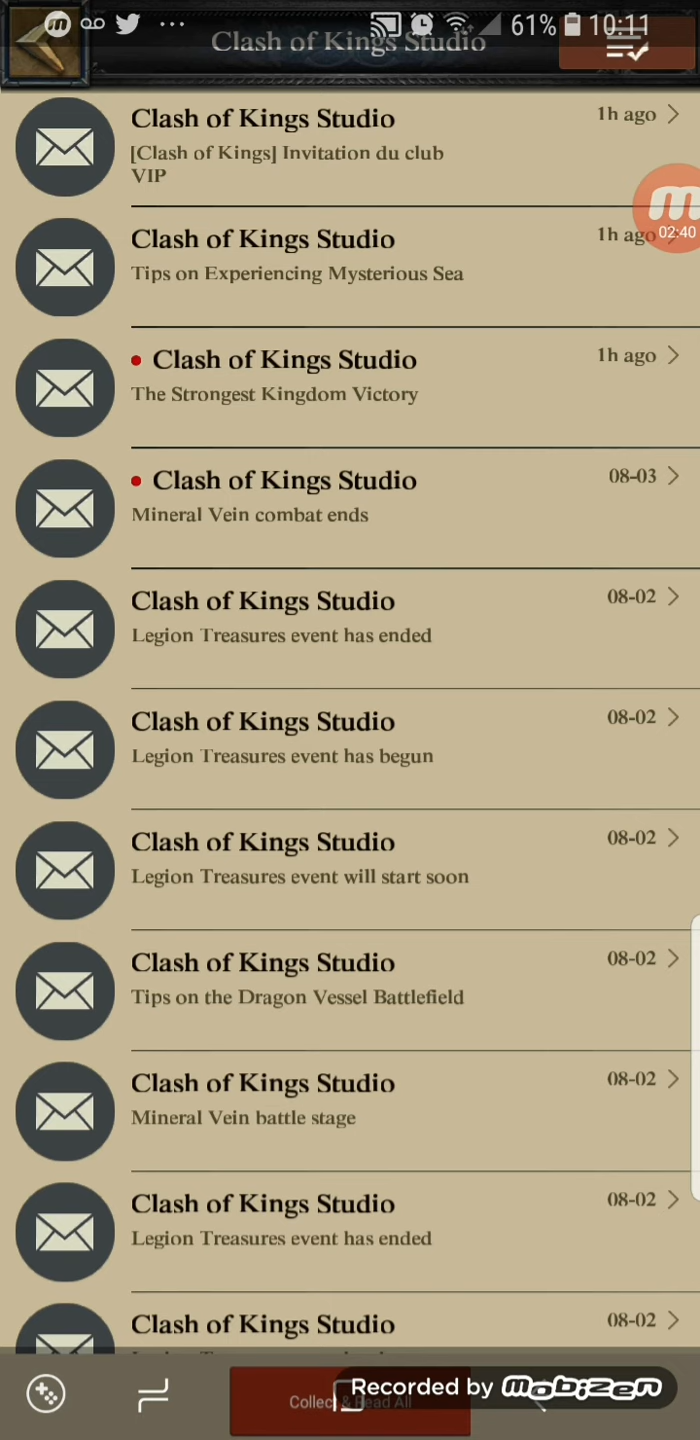 61% 10:11
Clash of Kings Studio
Clash of Kings Studio 1h ago
[Clash of Kings] Invitation du club
VIP
02:40
Clash of Kings Studio 1h ago
Tips on Experiencing Mysterious Sea
Clash of Kings Studio 1h ago
The Strongest Kingdom Victory
Clash of Kings Studio 08-03
Mineral Vein combat ends
Clash of Kings Studio 08-02
Legion Treasures event has ended
Clash of Kings Studio 08-02
Legion Treasures event has begun
Clash of Kings Studio 08-02
Legion Treasures event will start soon
Clash of Kings Studio 08-02
Tips on the Dragon Vessel Battlefield
Clash of Kings Studio 08-02
Mineral Vein battle stage
Clash of Kings Studio 08-02
Legion Treasures event has ended
Clash of Kings Studio 08-02
Collect & Read All
Recorded by mobizen